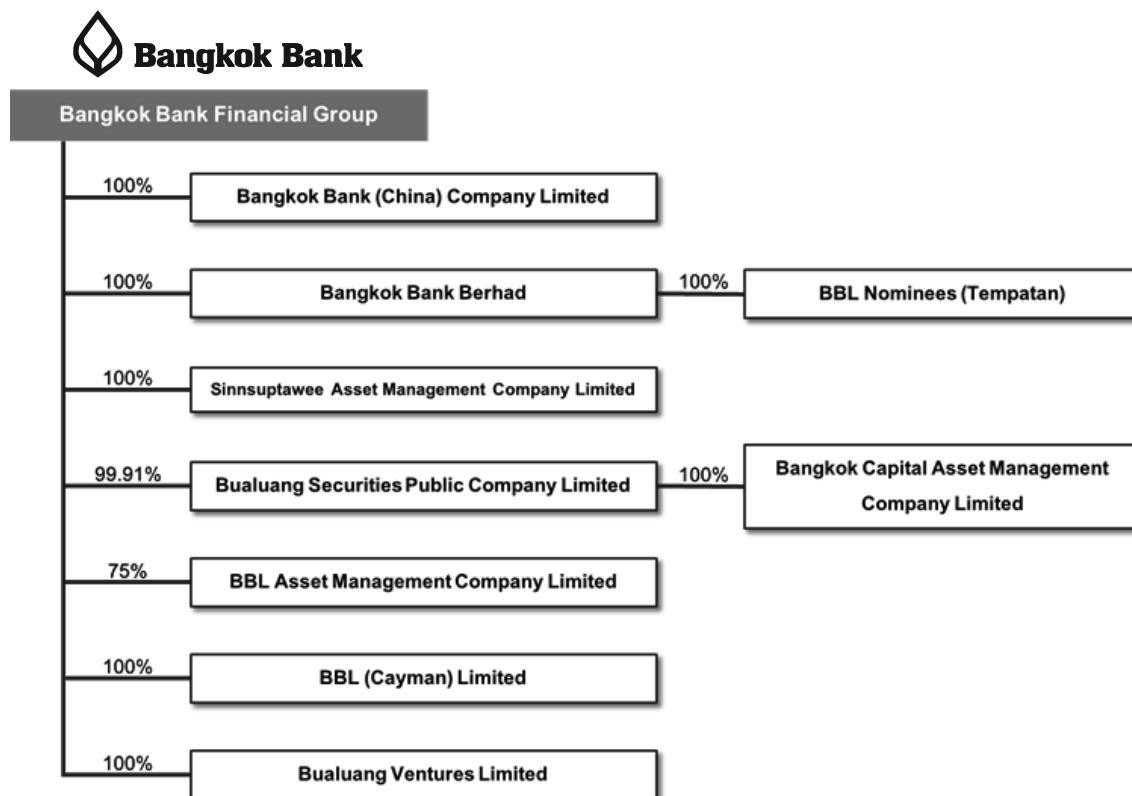 Bangkok Bank
Bangkok Bank Financial Group
100%
Bangkok Bank (China) Company Limited
100%
Bangkok Bank Berhad
100%
BBL Nominees (Tempatan)
100%
Sinnsuptawee Asset Management Company Limited
99.91%
Bualuang Securities Public Company Limited
100%
Bangkok Capital Asset Management
Company Limited
75%
BBL Asset Management Company Limited
100%
BBL (Cayman) Limited
100%
Bualuang Ventures Limited